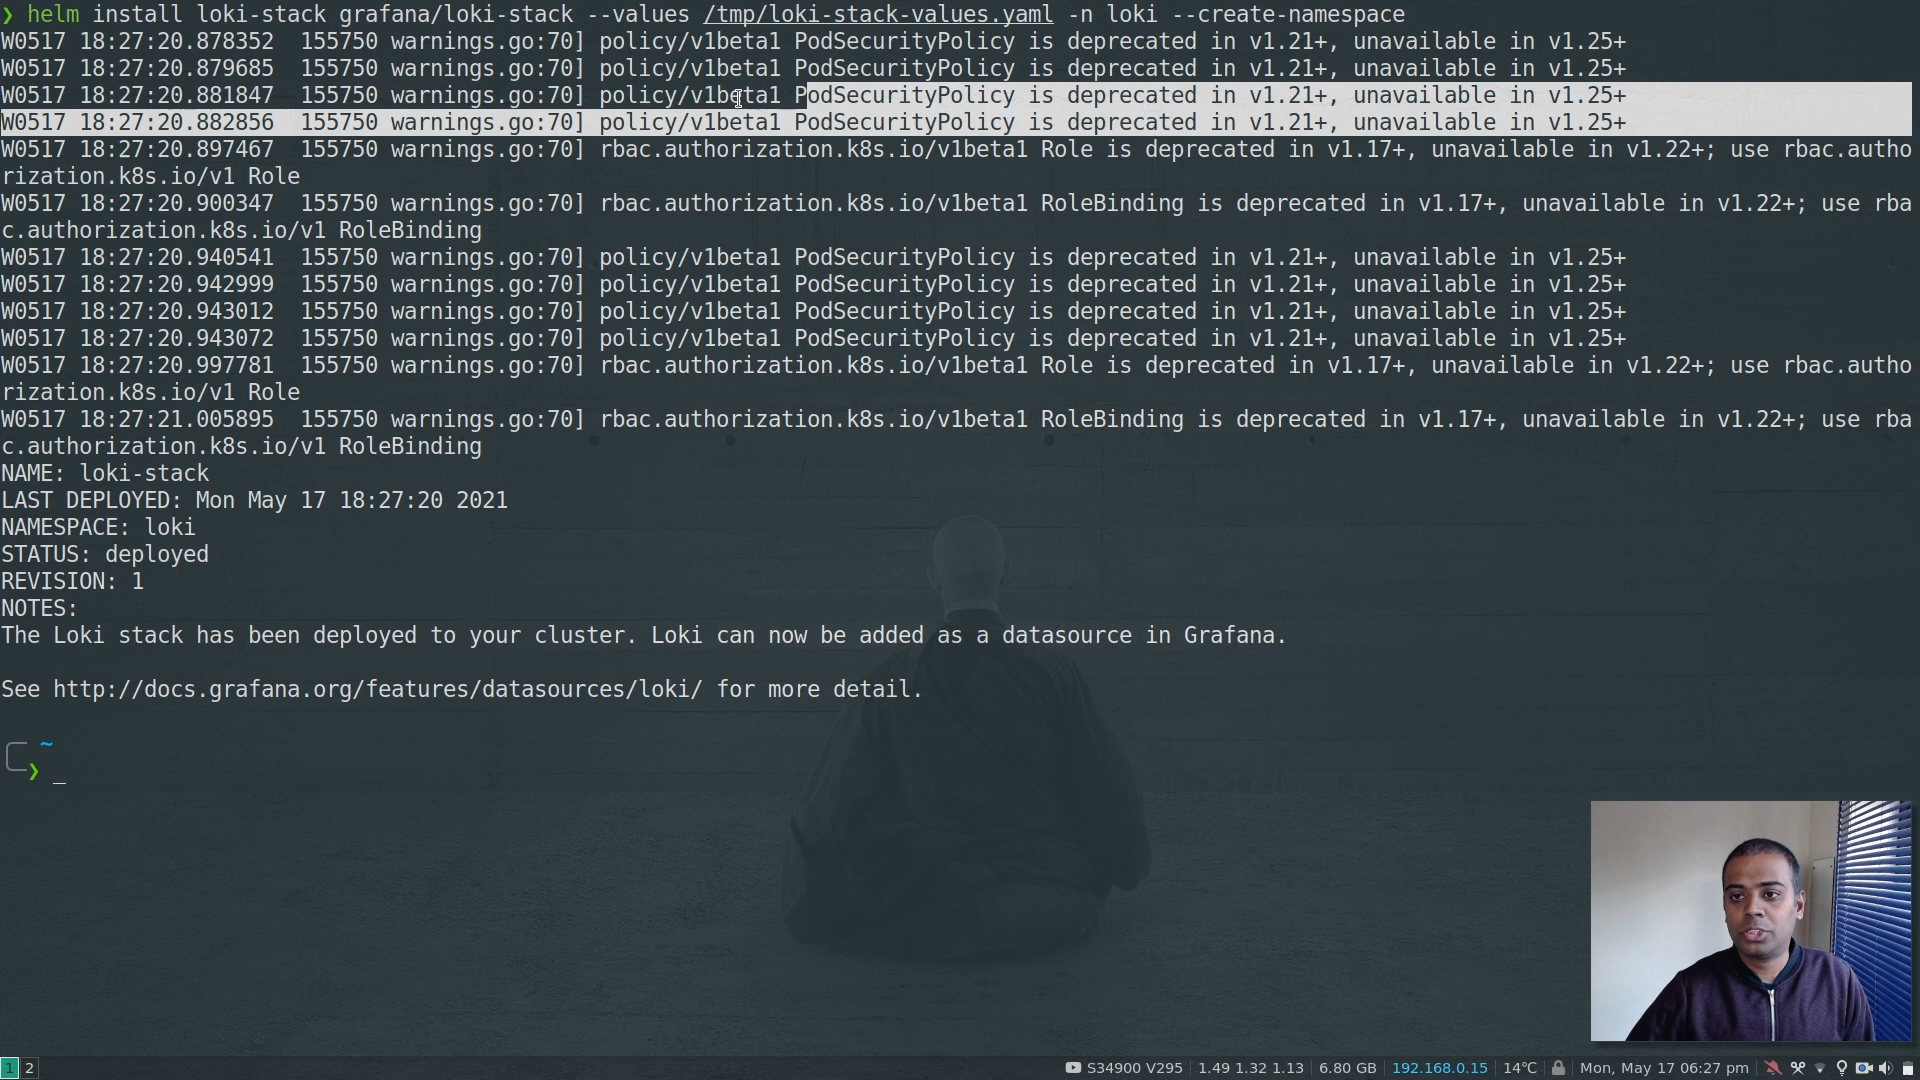 ❯ helm install loki-stack grafana/loki-stack --values /tmp/loki-stack-values.yaml -n loki --create-namespace
W0517 18:27:20.878352  155750 warnings.go:70] policy/v1beta1 PodSecurityPolicy is deprecated in v1.21+, unavailable in v1.25+
W0517 18:27:20.879685  155750 warnings.go:70] policy/v1beta1 PodSecurityPolicy is deprecated in v1.21+, unavailable in v1.25+
W0517 18:27:20.881847  155750 warnings.go:70] policy/v1beta1 PodSecurityPolicy is deprecated in v1.21+, unavailable in v1.25+
W0517 18:27:20.882856  155750 warnings.go:70] policy/v1beta1 PodSecurityPolicy is deprecated in v1.21+, unavailable in v1.25+
W0517 18:27:20.897467  155750 warnings.go:70] rbac.authorization.k8s.io/v1beta1 Role is deprecated in v1.17+, unavailable in v1.22+; use rbac.autho
rization.k8s.io/v1 Role
W0517 18:27:20.900347  155750 warnings.go:70] rbac.authorization.k8s.io/v1beta1 RoleBinding is deprecated in v1.17+, unavailable in v1.22+; use rba
c.authorization.k8s.io/v1 RoleBinding
W0517 18:27:20.940541  155750 warnings.go:70] policy/v1beta1 PodSecurityPolicy is deprecated in v1.21+, unavailable in v1.25+
W0517 18:27:20.942999  155750 warnings.go:70] policy/v1beta1 PodSecurityPolicy is deprecated in v1.21+, unavailable in v1.25+
W0517 18:27:20.943012  155750 warnings.go:70] policy/v1beta1 PodSecurityPolicy is deprecated in v1.21+, unavailable in v1.25+
W0517 18:27:20.943072  155750 warnings.go:70] policy/v1beta1 PodSecurityPolicy is deprecated in v1.21+, unavailable in v1.25+
W0517 18:27:20.997781  155750 warnings.go:70] rbac.authorization.k8s.io/v1beta1 Role is deprecated in v1.17+, unavailable in v1.22+; use rbac.autho
rization.k8s.io/v1 Role
W0517 18:27:21.005895  155750 warnings.go:70] rbac.authorization.k8s.io/v1beta1 RoleBinding is deprecated in v1.17+, unavailable in v1.22+; use rba
c.authorization.k8s.io/v1 RoleBinding
NAME: loki-stack
LAST DEPLOYED: Mon May 17 18:27:20 2021
NAMESPACE: loki
STATUS: deployed
REVISION: 1
NOTES:
The Loki stack has been deployed to your cluster. Loki can now be added as a datasource in Grafana.
See http://docs.grafana.org/features/datasources/loki/ for more detail.
~
❯ _
1 2 S34900 V295 1.49 1.32 1.13 6.80 GB 192.168.0.15 14℃ Mon, May 17 06:27 pm